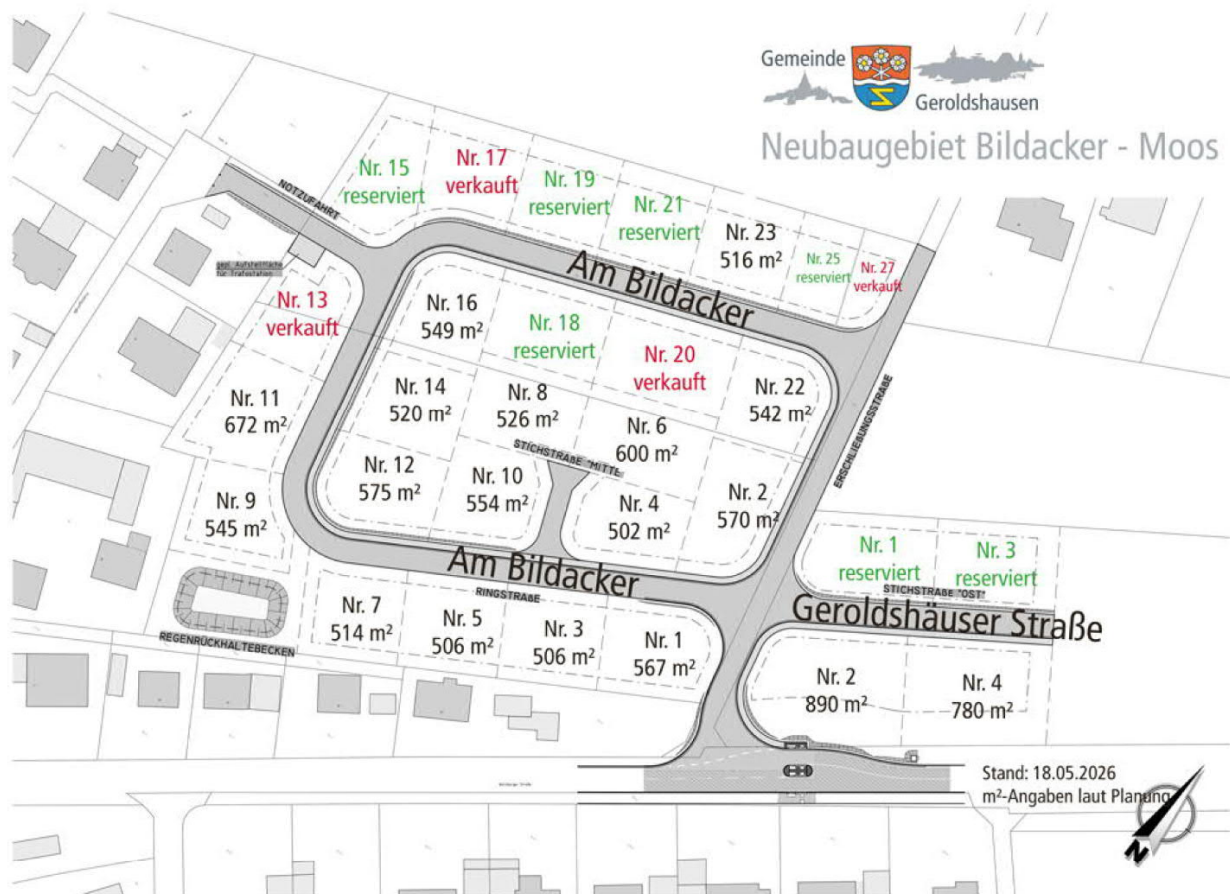 Gemeinde
Geroldshausen
Neubaugebiet Bildacker - Moos
Nr. 15
reserviert
Nr. 17
verkauft
Nr. 19
reserviert
Nr. 21
reserviert
Nr. 23
516 m²
Nr. 25
reserviert
Nr. 27
verkauft
NOTZUFAHRT
gepl. Aufstellfläche
für Trafostation
Am Bildacker
Nr. 13
verkauft
Nr. 16
549 m²
Nr. 18
reserviert
Nr. 20
verkauft
Nr. 22
542 m²
Nr. 11
672 m²
Nr. 14
520 m²
Nr. 8
526 m²
Nr. 6
600 m²
ERSCHLIEßUNGSSTRAßE
STICHSTRAßE "MITTE"
Nr. 12
575 m²
Nr. 10
554 m²
Nr. 4
502 m²
Nr. 2
570 m²
Nr. 9
545 m²
Nr. 1
reserviert
Nr. 3
reserviert
STICHSTRAßE "OST"
Am Bildacker
RINGSTRAßE
Geroldshäuser Straße
REGENRÜCKHALTEBECKEN
Nr. 7
514 m²
Nr. 5
506 m²
Nr. 3
506 m²
Nr. 1
567 m²
Nr. 2
890 m²
Nr. 4
780 m²
Stand: 18.05.2026
m²-Angaben laut Planung
N